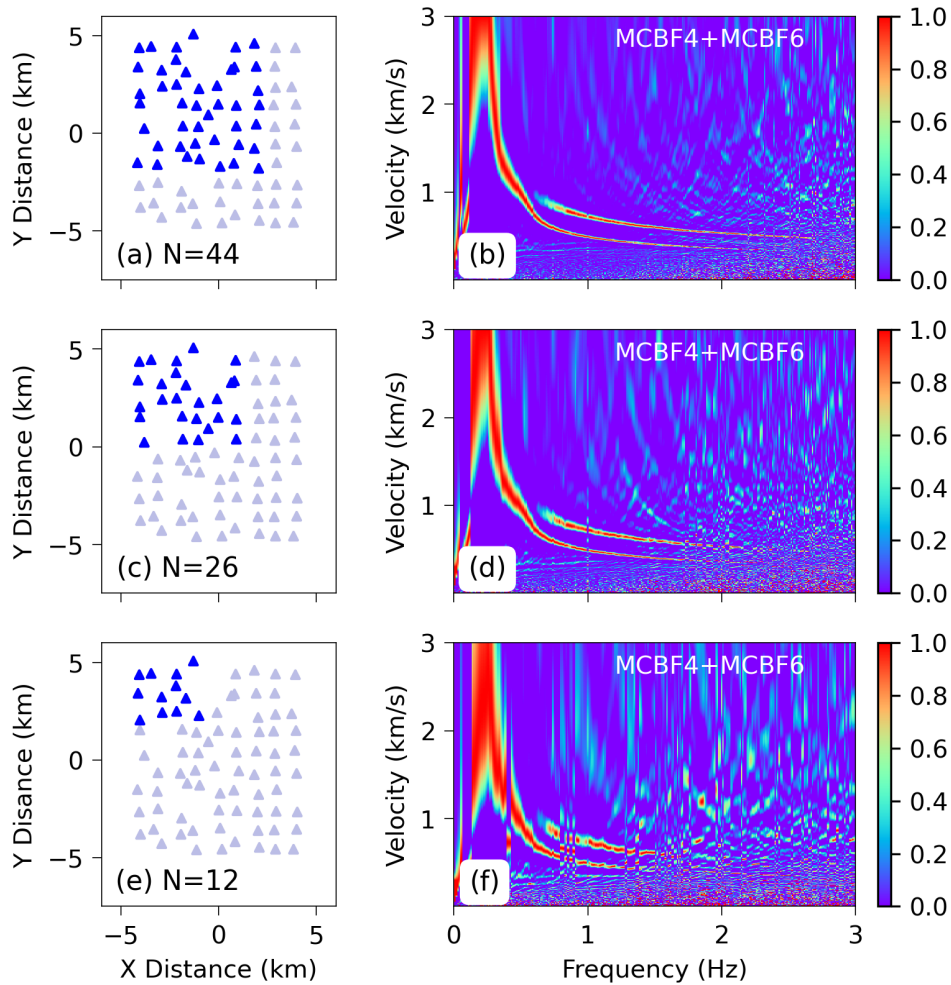 Y Distance (km)
5
0
−5
(a) N=44
Velocity (km/s)
3
2
1
MCBF4+MCBF6
(b)
1.0
0.8
0.6
0.4
0.2
0.0
Y Distance (km)
5
0
−5
(c) N=26
Velocity (km/s)
3
2
1
MCBF4+MCBF6
(d)
1.0
0.8
0.6
0.4
0.2
0.0
Y Disance (km)
5
0
−5
(e) N=12
−5 0 5
X Distance (km)
Velocity (km/s)
3
2
1
MCBF4+MCBF6
(f)
0 1 2 3
Frequency (Hz)
1.0
0.8
0.6
0.4
0.2
0.0